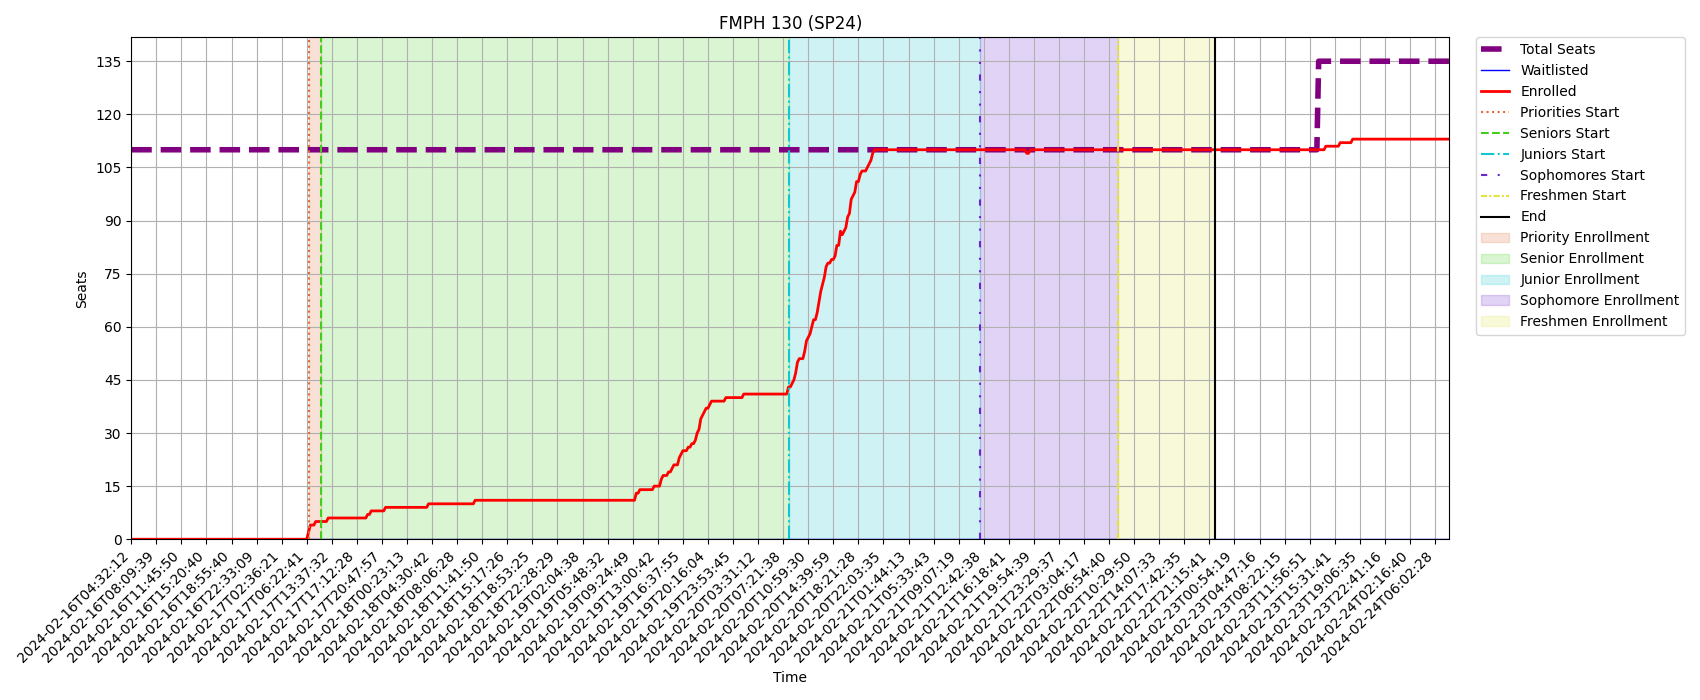 FMPH 130 (SP24)
Seats
135
120
105
90
75
60
45
30
15
0
2024-02-16T04:32:12
2024-02-16T08:09:39
2024-02-16T11:45:50
2024-02-16T15:20:40
2024-02-16T18:55:40
2024-02-16T22:33:09
2024-02-17T02:36:21
2024-02-17T06:22:41
2024-02-17T13:37:32
2024-02-17T17:12:28
2024-02-17T20:47:57
2024-02-18T00:23:13
2024-02-18T04:30:42
2024-02-18T08:06:28
2024-02-18T11:41:50
2024-02-18T15:17:26
2024-02-18T18:53:25
2024-02-18T22:28:29
2024-02-19T02:04:38
2024-02-19T05:48:32
2024-02-19T09:24:49
2024-02-19T13:00:42
2024-02-19T16:37:55
2024-02-19T20:16:04
2024-02-19T23:53:45
2024-02-20T03:31:12
2024-02-20T07:21:38
2024-02-20T10:59:30
2024-02-20T14:39:59
2024-02-20T18:21:28
2024-02-20T22:03:35
2024-02-21T01:44:13
2024-02-21T05:33:43
2024-02-21T09:07:19
2024-02-21T12:42:38
2024-02-21T16:18:41
2024-02-21T19:54:39
2024-02-21T23:29:37
2024-02-22T03:04:17
2024-02-22T06:54:40
2024-02-22T10:29:50
2024-02-22T14:07:33
2024-02-22T17:42:35
2024-02-22T21:15:41
2024-02-23T00:54:19
2024-02-23T04:47:16
2024-02-23T08:22:15
2024-02-23T11:56:51
2024-02-23T15:31:41
2024-02-23T19:06:35
2024-02-23T22:41:16
2024-02-24T02:16:40
2024-02-24T06:02:28
Time
Total Seats
Waitlisted
Enrolled
Priorities Start
Seniors Start
Juniors Start
Sophomores Start
Freshmen Start
End
Priority Enrollment
Senior Enrollment
Junior Enrollment
Sophomore Enrollment
Freshmen Enrollment